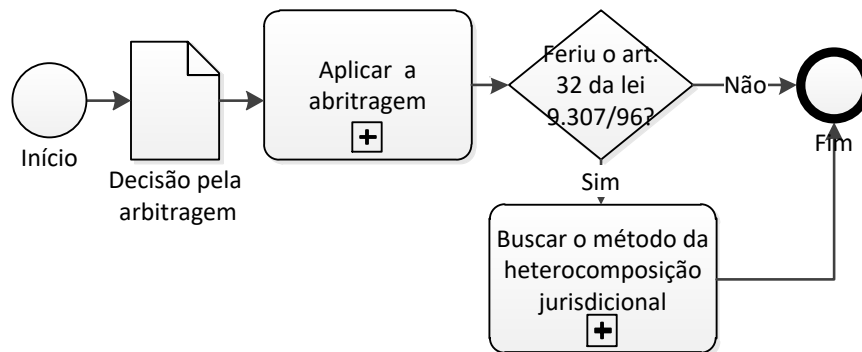 Início
Decisão pela
arbitragem
Aplicar a
abritragem
Feriu o art.
32 da lei
9.307/96?
Não
Fim
Sim
Buscar o método da
heterocomposição
jurisdicional